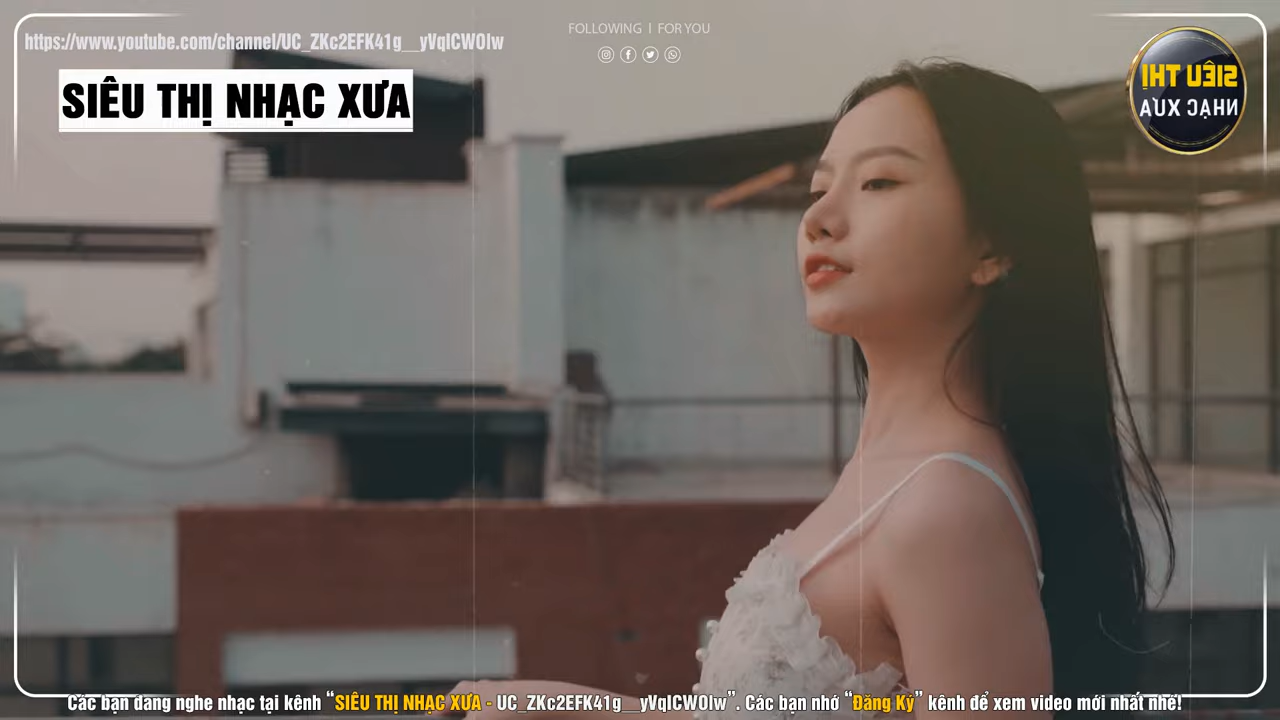 FOLLOWING | FOR YOU
https://www.youtube.com/channel/UC_ZKc2EFK41g__yVqlCWOlw
SIÊU THỊ NHẠC XƯA
SIÊU THỊ
NHẠC XƯA
Các bạn đang nghe nhạc tại kênh “SIÊU THỊ NHẠC XƯA - UC_ZKc2EFK41g__yVqlCWOlw”. Các bạn nhớ “Đăng Ký” kênh để xem video mới nhất nhé!